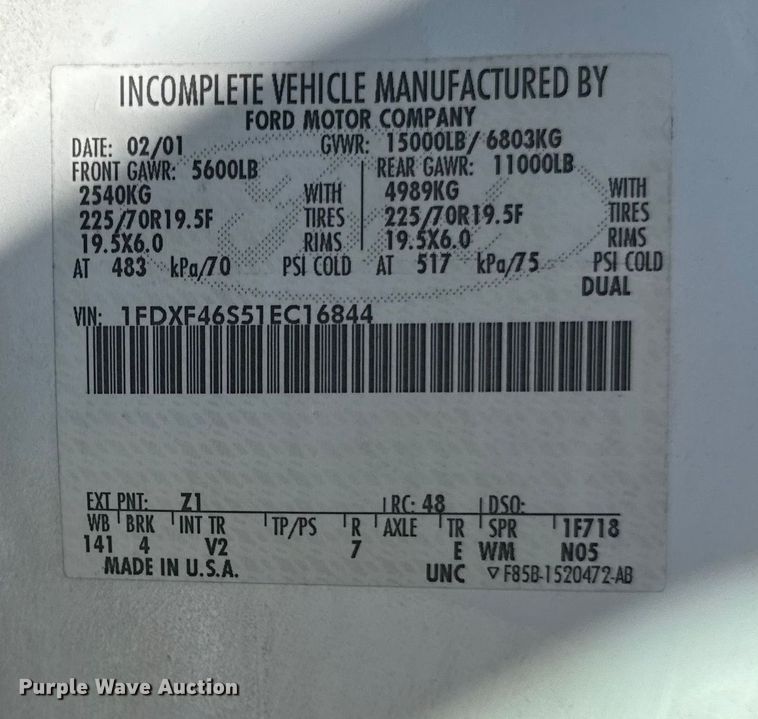 INCOMPLETE VEHICLE MANUFACTURED BY
FORD MOTOR COMPANY
DATE: 02/01 GVWR: 15000LB/ 6803KG
FRONT GAWR: 5600LB REAR GAWR: 11000LB
2540KG WITH 4989KG WITH
225/70R19.5F TIRES 225/70R19.5F TIRES
19.5X6.0 RIMS 19.5X6.0 RIMS
AT 483 kPa/70 PSI COLD AT 517 kPa/75 PSI COLD
DUAL
VIN: 1FDXF46S51EC16844
EXT PNT: Z1 RC: 48 DSO:
WB BRK INT TR TP/PS R AXLE TR SPR 1F718
141 4 V2 7 E WM N05
MADE IN U.S.A. UNC ▽F85B-1520472-AB
Purple Wave Auction